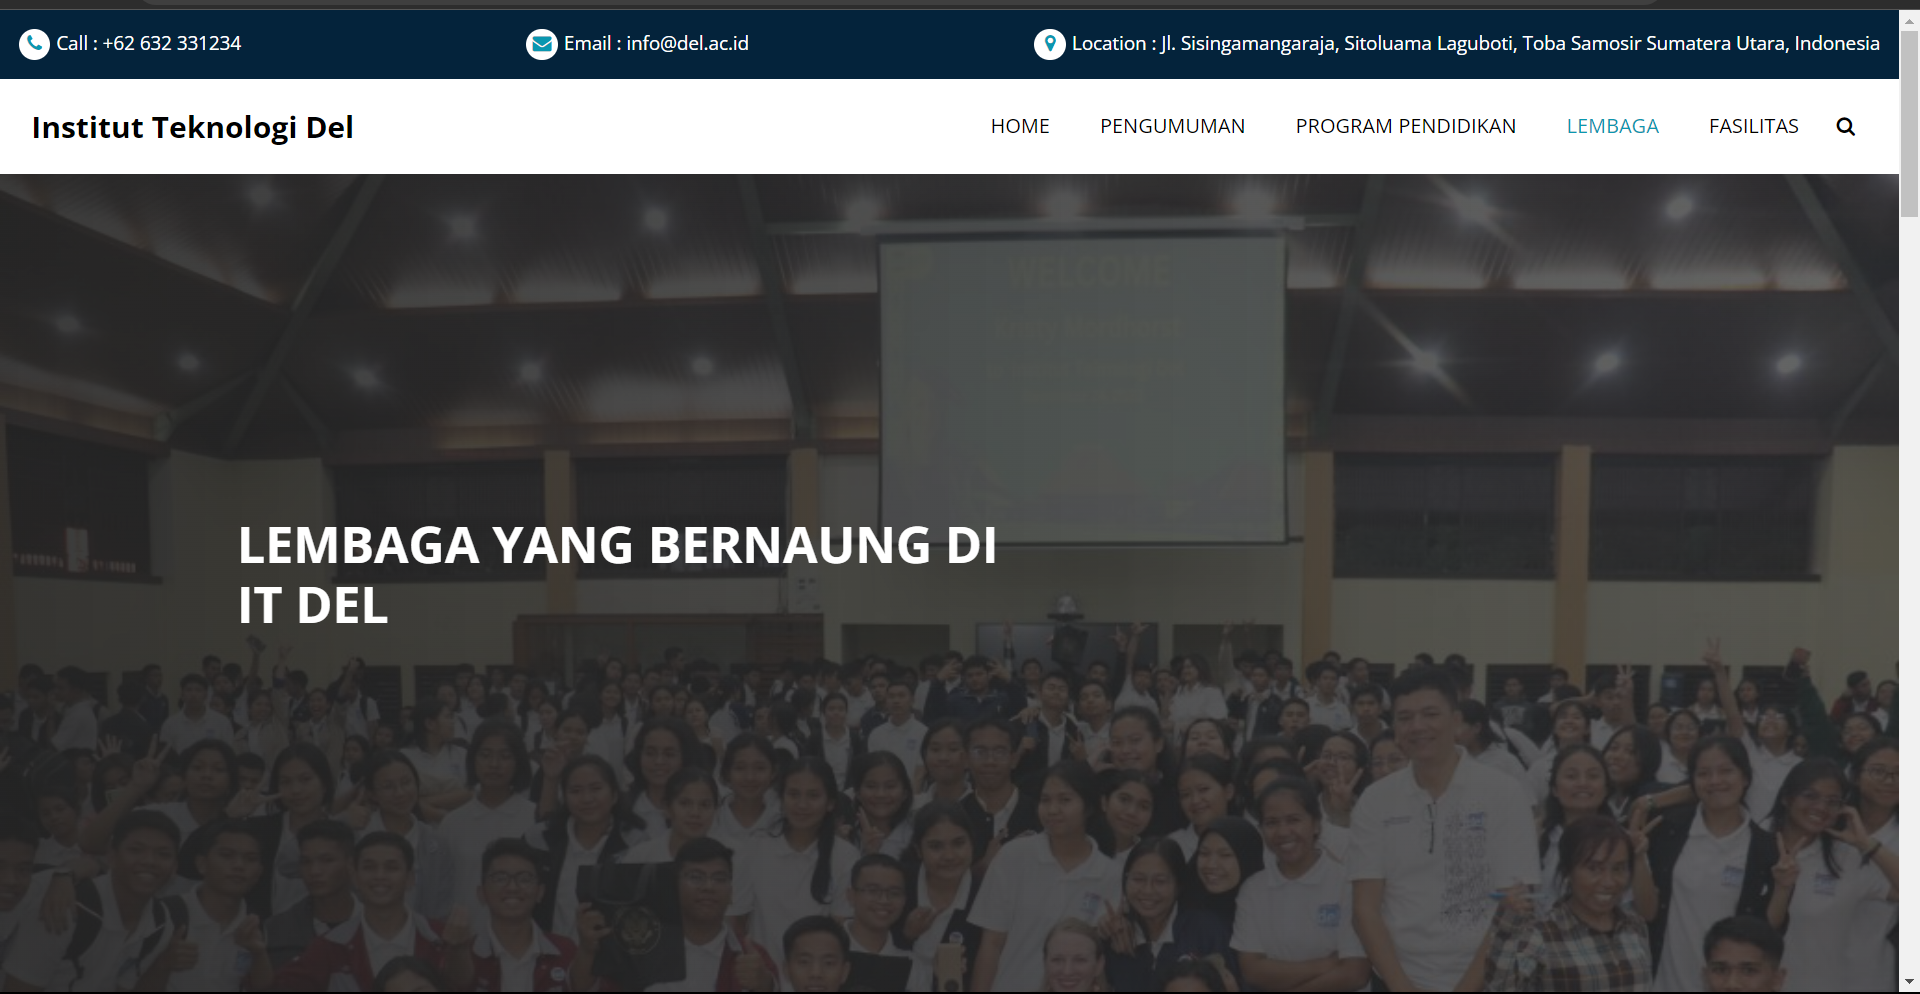 Call : +62 632 331234
Email : info@del.ac.id
Location : Jl. Sisingamangaraja, Sitoluama Laguboti, Toba Samosir Sumatera Utara, Indonesia
Institut Teknologi Del
HOME
PENGUMUMAN
PROGRAM PENDIDIKAN
LEMBAGA
FASILITAS
WELCOME
LEMBAGA YANG BERNAUNG DI
IT DEL